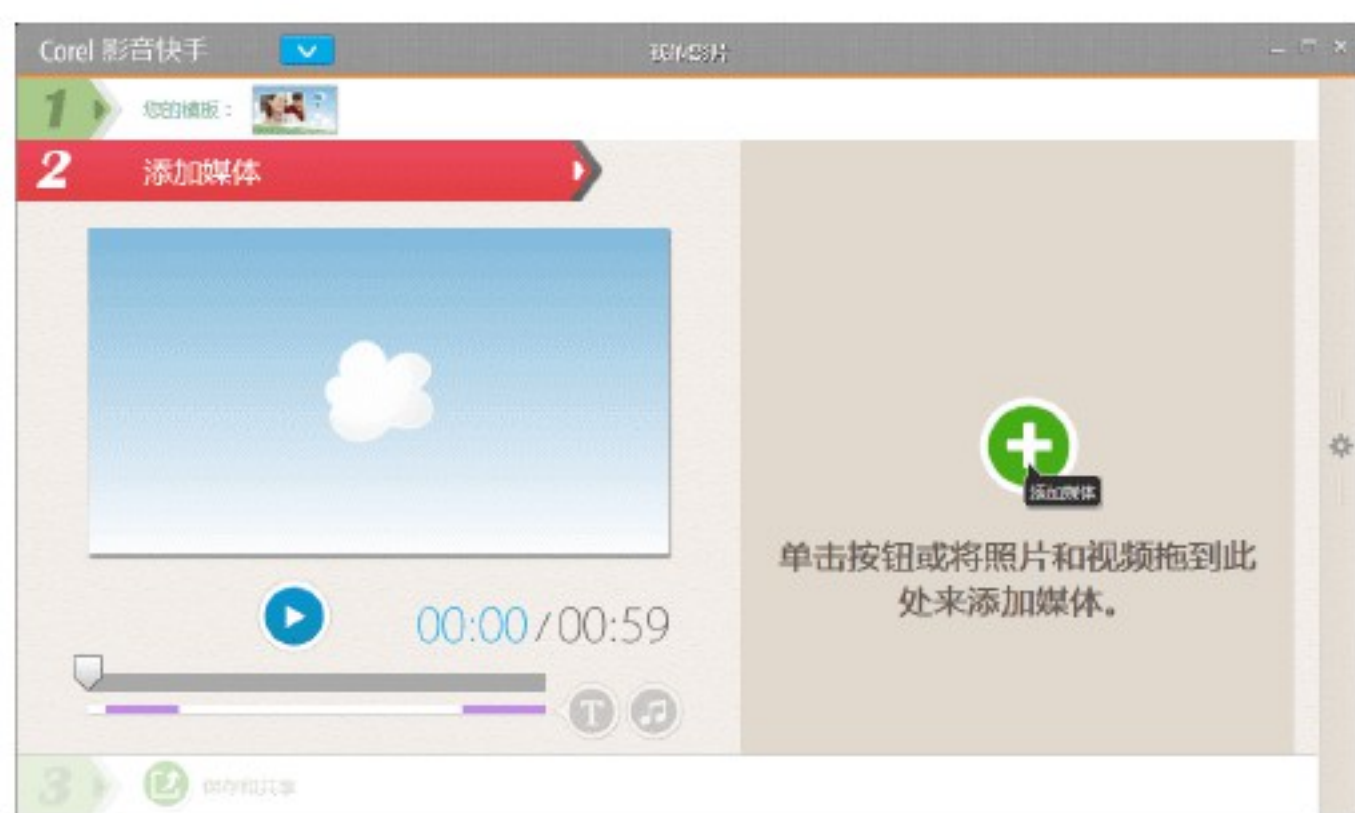 Corel 影音快手
我的影片
1
您的模板：
2 添加媒体
添加媒体
单击按钮或将照片和视频拖到此
处来添加媒体。
00:00/00:59
T
3
保存和共享